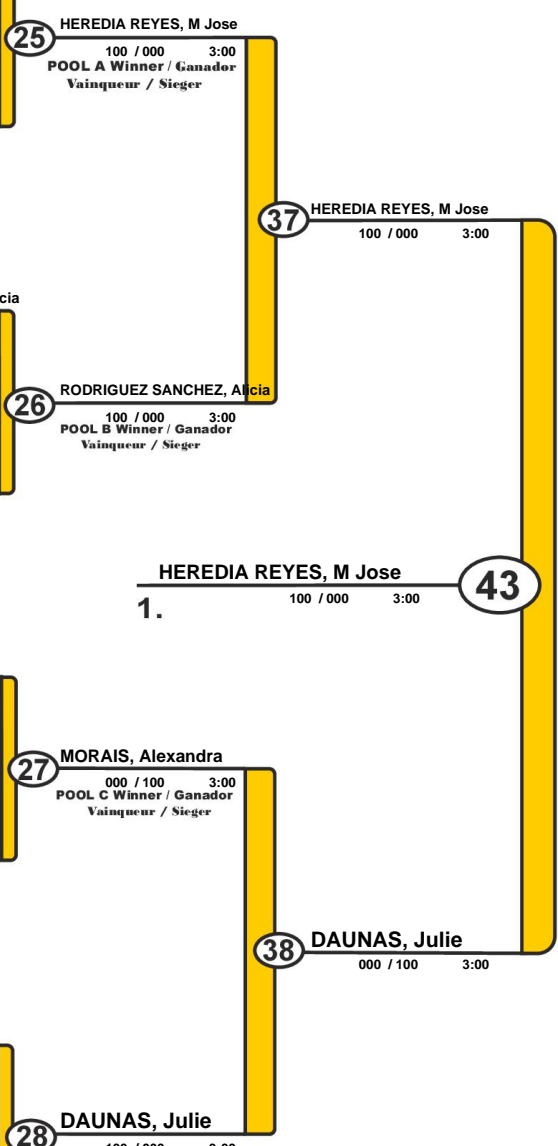 HEREDIA REYES, M Jose
25
100 / 000 3:00
POOL A Winner / Ganador
Vainqueur / Sieger
HEREDIA REYES, M Jose
37
100 / 000 3:00
cia
RODRIGUEZ SANCHEZ, Alicia
26
100 / 000 3:00
POOL B Winner / Ganador
Vainqueur / Sieger
HEREDIA REYES, M Jose
43
1.
100 / 000 3:00
MORAIS, Alexandra
27
000 / 100 3:00
POOL C Winner / Ganador
Vainqueur / Sieger
DAUNAS, Julie
38
000 / 100 3:00
DAUNAS, Julie
28